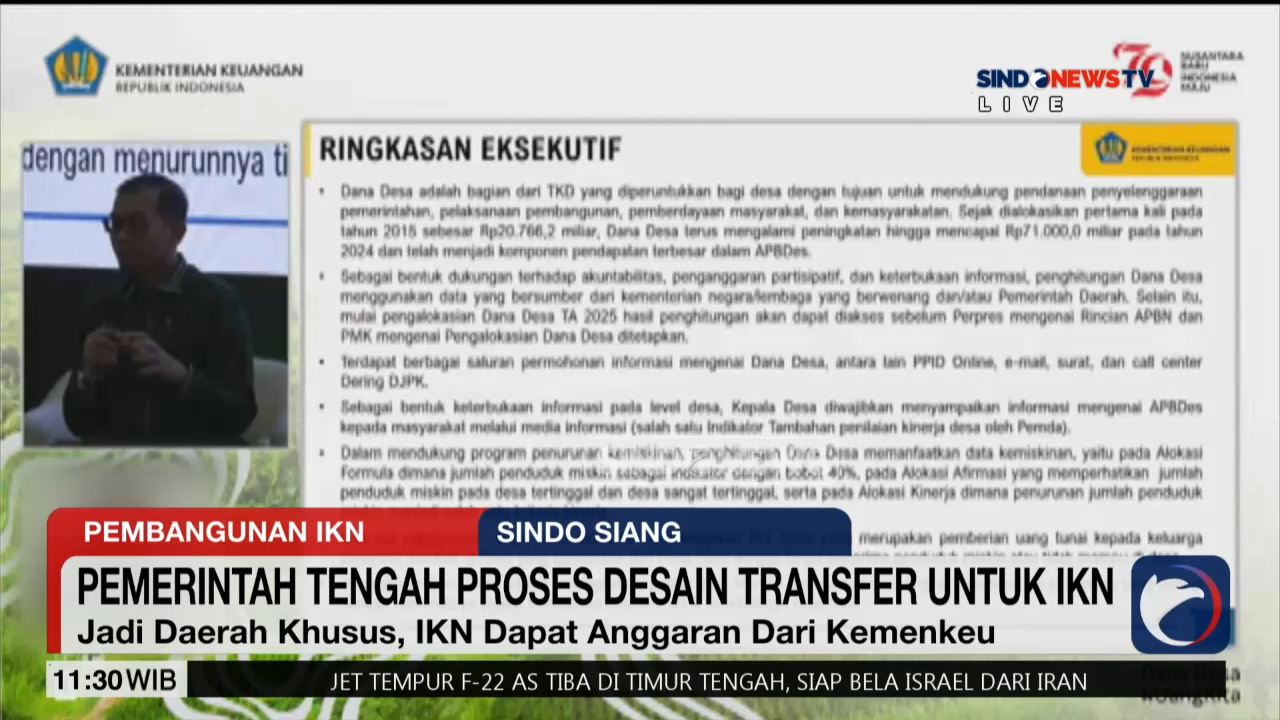 KEMENTERIAN KEUANGAN
REPUBLIK INDONESIA
SINDONEWS TV
LIVE
79
NUSANTARA
BARU
INDONESIA
MAJU
dengan menurunnya ti
RINGKASAN EKSEKUTIF
KEMENTERIAN KEUANGAN
REPUBLIK INDONESIA
• Dana Desa adalah bagian dari TKD yang diperuntukkan bagi desa dengan tujuan untuk mendukung pendanaan penyelenggaraan
pemerintahan, pelaksanaan pembangunan, pemberdayaan masyarakat, dan kemasyarakatan. Sejak dialokasikan pertama kali pada
tahun 2015 sebesar Rp20.766,2 miliar, Dana Desa terus mengalami peningkatan hingga mencapai Rp71.000,0 miliar pada tahun
2024 dan telah menjadi komponen pendapatan terbesar dalam APBDes.
• Sebagai bentuk dukungan terhadap akuntabilitas, penganggaran partisipatif, dan keterbukaan informasi, penghitungan Dana Desa
menggunakan data yang bersumber dari kementerian negara/lembaga yang berwenang dan/atau Pemerintah Daerah. Selain itu,
mulai pengalokasian Dana Desa TA 2025 hasil penghitungan akan dapat diakses sebelum Perpres mengenai Rincian APBN dan
PMK mengenai Pengalokasian Dana Desa ditetapkan.
• Terdapat berbagai saluran permohonan informasi mengenai Dana Desa, antara lain PPID Online, e-mail, surat, dan call center
Dering DJPK.
• Sebagai bentuk keterbukaan informasi pada level desa, Kepala Desa diwajibkan menyampaikan informasi mengenai APBDes
kepada masyarakat melalui media informasi (salah satu Indikator Tambahan penilaian kinerja desa oleh Pemda).
• Dalam mendukung program penurunan kemiskinan, penghitungan Dana Desa memanfaatkan data kemiskinan, yaitu pada Alokasi
Formula dimana jumlah penduduk miskin sebagai indikator dengan bobot 40%, pada Alokasi Afirmasi yang memperhatikan jumlah
penduduk miskin pada desa tertinggal dan desa sangat tertinggal, serta pada Alokasi Kinerja dimana penurunan jumlah penduduk
merupakan pemberian uang tunai kepada keluarga
PEMBANGUNAN IKN
SINDO SIANG
PEMERINTAH TENGAH PROSES DESAIN TRANSFER UNTUK IKN
Jadi Daerah Khusus, IKN Dapat Anggaran Dari Kemenkeu
11:30 WIB
JET TEMPUR F-22 AS TIBA DI TIMUR TENGAH, SIAP BELA ISRAEL DARI IRAN